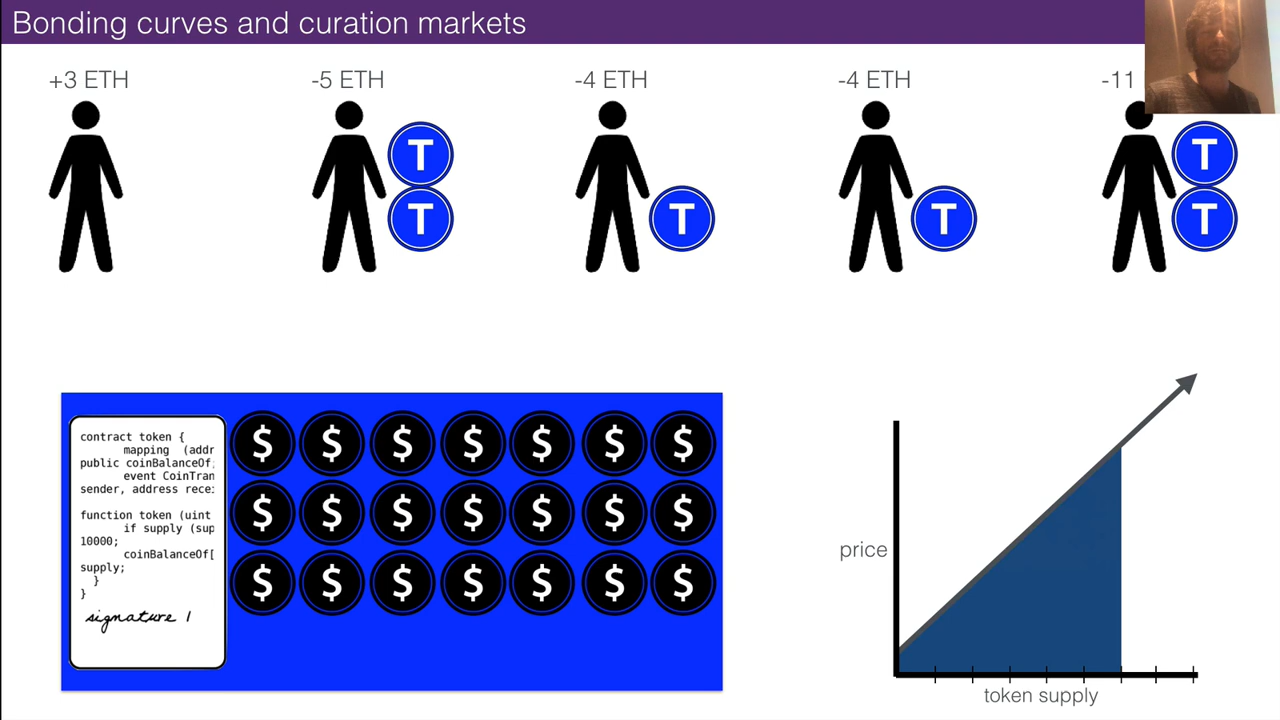 Bonding curves and curation markets
+3 ETH
-5 ETH
-4 ETH
-4 ETH
-11
T
T
T
T
T
T
contract token {
mapping (addr
public coinBalanceOf;
event CoinTran
sender, address recei
function token (uint
if supply (sup
10000;
coinBalanceOf[
supply;
}
}
signature 1
$ $ $ $ $ $ $
$ $ $ $ $ $ $
$ $ $ $ $ $ $
price
token supply